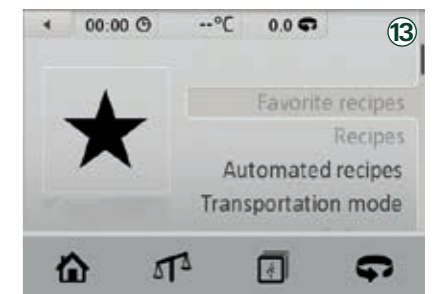 00:00 --°C 0.0 13
Favorite recipes
Recipes
Automated recipes
Transportation mode